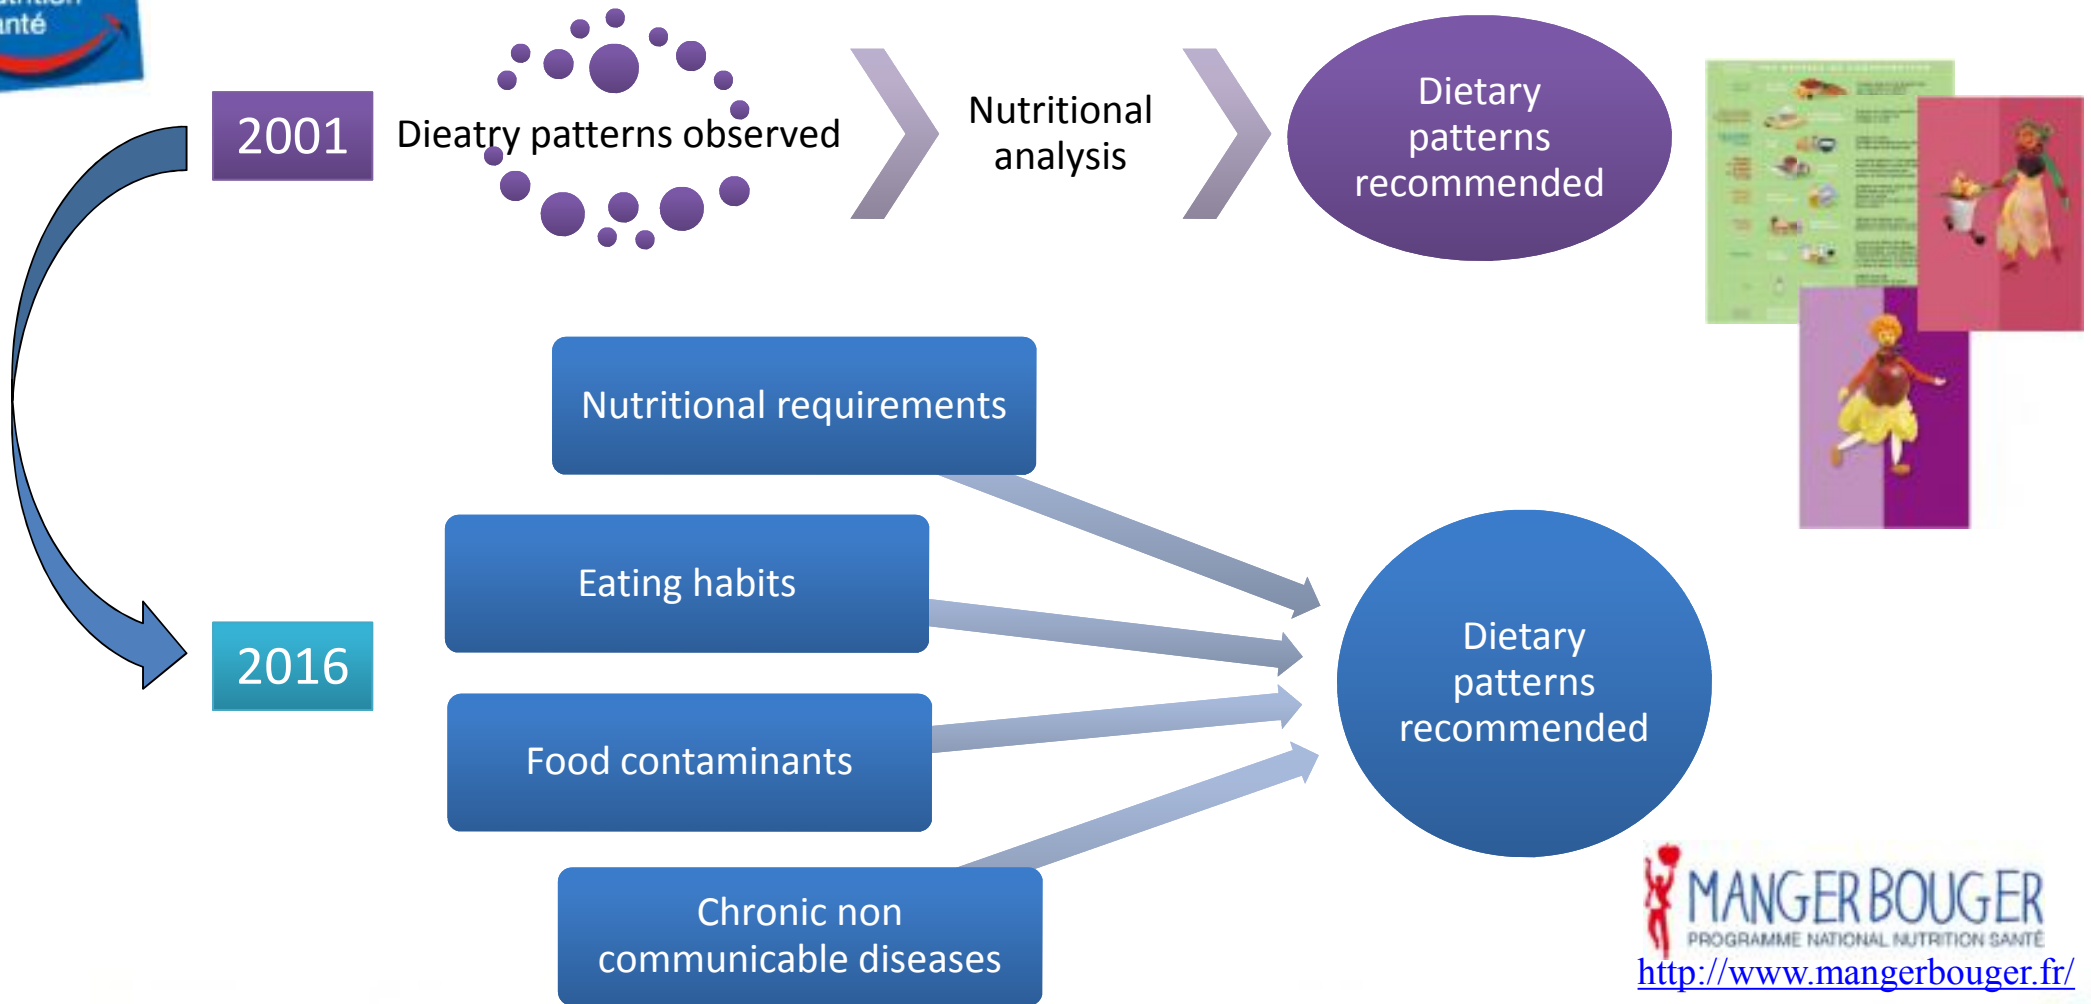 anté
2001
Dieatry patterns observed
Nutritional
analysis
Dietary
patterns
recommended
Nutritional requirements
Eating habits
Food contaminants
Chronic non
communicable diseases
2016
Dietary
patterns
recommended
MANGER BOUGER
PROGRAMME NATIONAL NUTRITION SANTÉ
http://www.mangerbouger.fr/